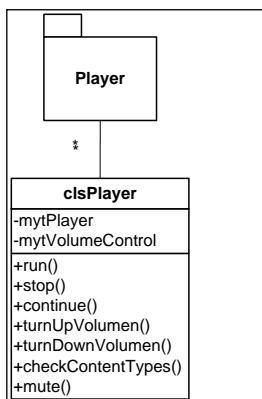 Player
*
*
clsPlayer
-mytPlayer
-mytVolumeControl
+run()
+stop()
+continue()
+turnUpVolumen()
+turnDownVolumen()
+checkContentTypes()
+mute()